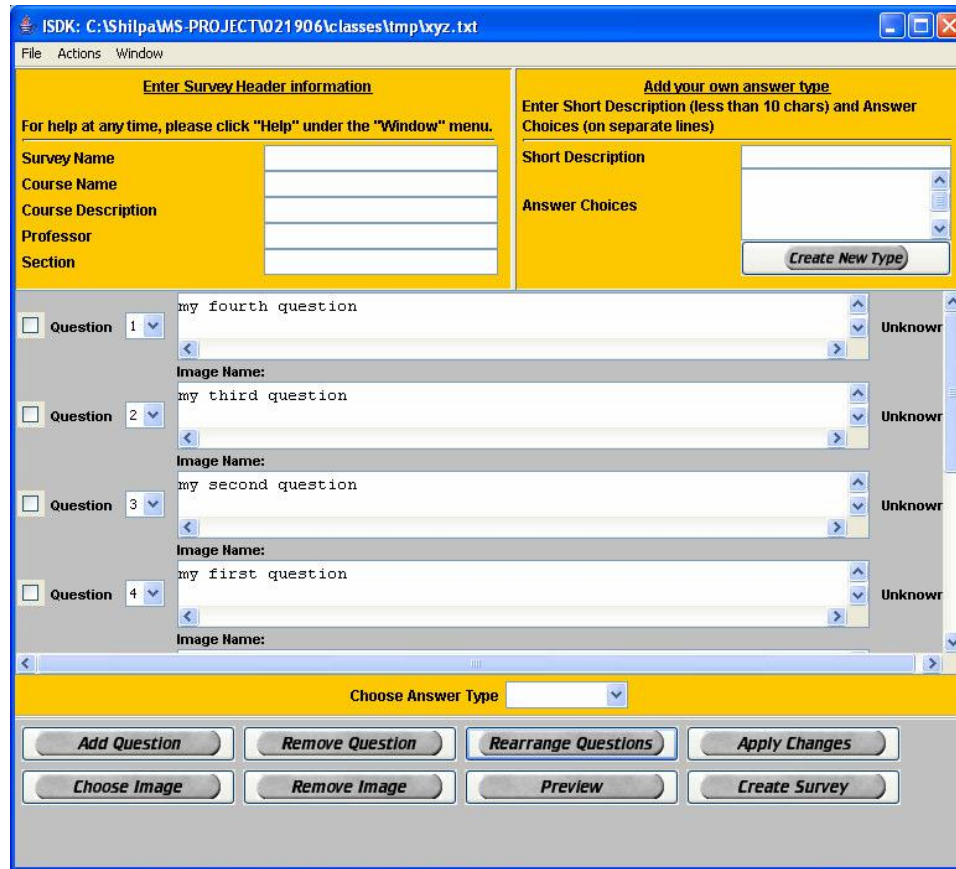 ISDK: C:\Shilpa\MS-PROJECT\021906\classes\tmp\xyz.txt
File Actions Window
Enter Survey Header information
For help at any time, please click "Help" under the "Window" menu.
Survey Name
Course Name
Course Description
Professor
Section
Add your own answer type
Enter Short Description (less than 10 chars) and Answer
Choices (on separate lines)
Short Description
Answer Choices
Create New Type
Question 1 my fourth question Unknowr
Image Name:
Question 2 my third question Unknowr
Image Name:
Question 3 my second question Unknowr
Image Name:
Question 4 my first question Unknowr
Image Name:
Choose Answer Type
Add Question Remove Question Rearrange Questions Apply Changes
Choose Image Remove Image Preview Create Survey